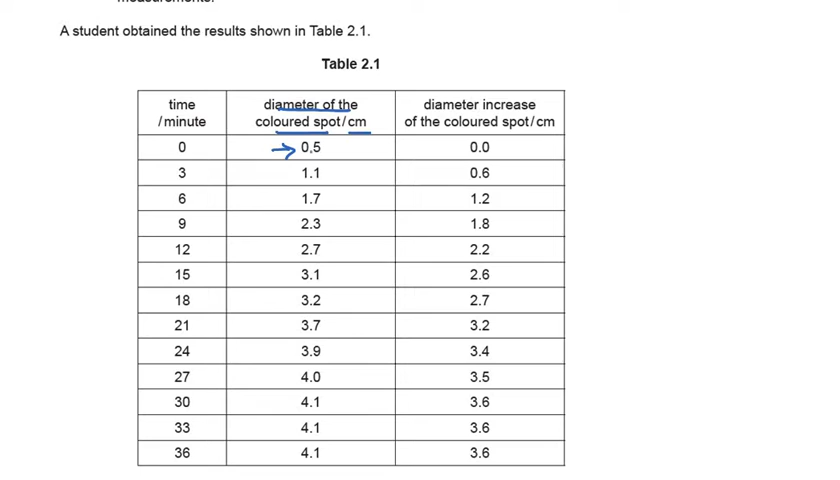 measurements.
A student obtained the results shown in Table 2.1.
Table 2.1
time
/minute
diameter of the
coloured spot/cm
diameter increase
of the coloured spot/cm
0 0,5 0.0
3 1.1 0.6
6 1.7 1.2
9 2.3 1.8
12 2.7 2.2
15 3.1 2.6
18 3.2 2.7
21 3.7 3.2
24 3.9 3.4
27 4.0 3.5
30 4.1 3.6
33 4.1 3.6
36 4.1 3.6